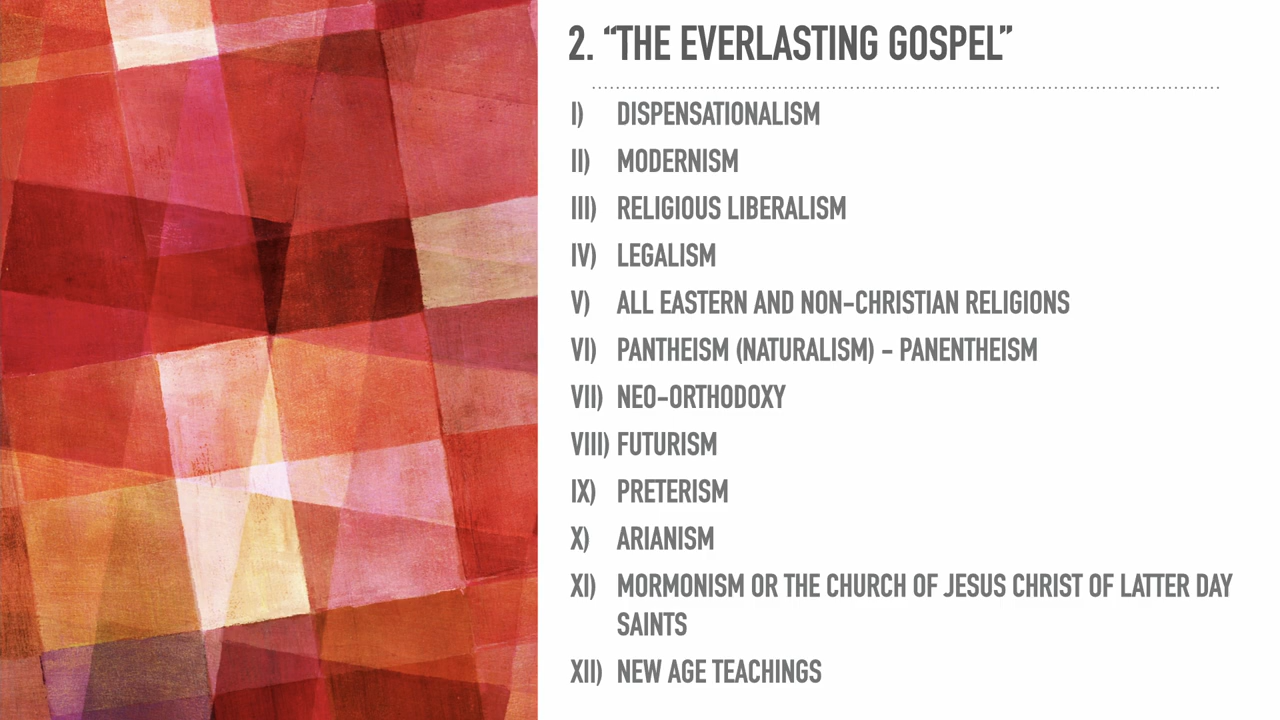 2. “THE EVERLASTING GOSPEL”
I) DISPENSATIONALISM
II) MODERNISM
III) RELIGIOUS LIBERALISM
IV) LEGALISM
V) ALL EASTERN AND NON-CHRISTIAN RELIGIONS
VI) PANTHEISM (NATURALISM) - PANENTHEISM
VII) NEO-ORTHODOXY
VIII) FUTURISM
IX) PRETERISM
X) ARIANISM
XI) MORMONISM OR THE CHURCH OF JESUS CHRIST OF LATTER DAY
SAINTS
XII) NEW AGE TEACHINGS